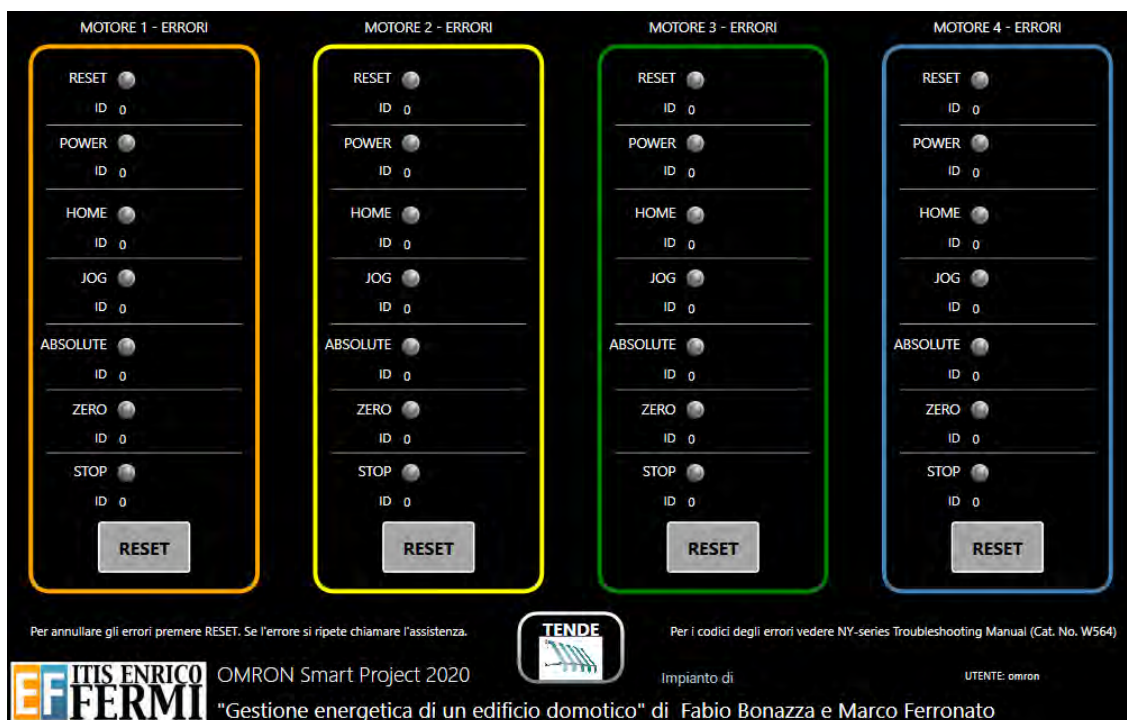 MOTORE 1 - ERRORI
RESET
ID 0
POWER
ID 0
HOME
ID 0
JOG
ID 0
ABSOLUTE
ID 0
ZERO
ID 0
STOP
ID 0
RESET
MOTORE 2 - ERRORI
RESET
ID 0
POWER
ID 0
HOME
ID 0
JOG
ID 0
ABSOLUTE
ID 0
ZERO
ID 0
STOP
ID 0
RESET
MOTORE 3 - ERRORI
RESET
ID 0
POWER
ID 0
HOME
ID 0
JOG
ID 0
ABSOLUTE
ID 0
ZERO
ID 0
STOP
ID 0
RESET
MOTORE 4 - ERRORI
RESET
ID 0
POWER
ID 0
HOME
ID 0
JOG
ID 0
ABSOLUTE
ID 0
ZERO
ID 0
STOP
ID 0
RESET
Per annullare gli errori premere RESET. Se l'errore si ripete chiamare l'assistenza.
TENDE
Per i codici degli errori vedere NY-series Troubleshooting Manual (Cat. No. W564)
EF
ITIS ENRICO
FERMI
OMRON Smart Project 2020
Impianto di
UTENTE: omron
"Gestione energetica di un edificio domotico" di Fabio Bonazza e Marco Ferronato